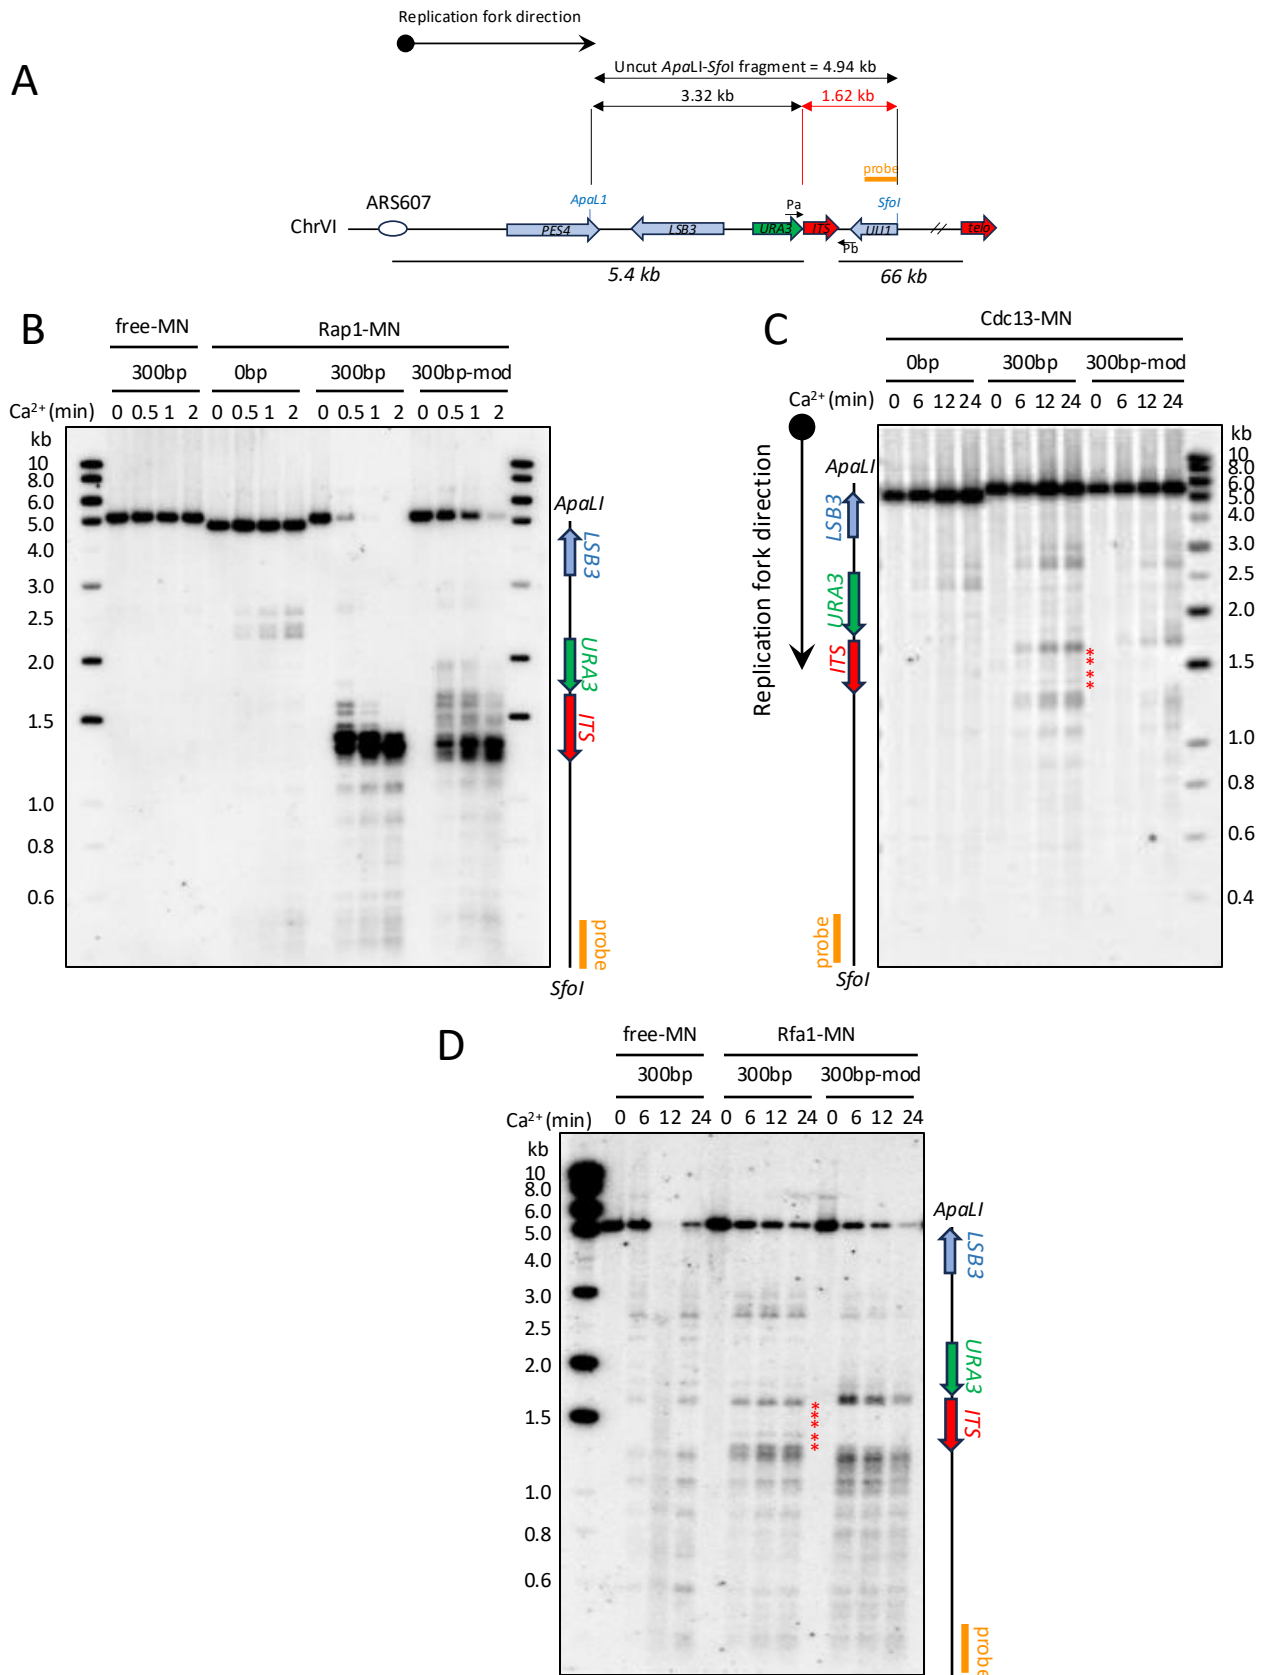 Replication fork direction
A
Uncut ApaLI-SfoI fragment = 4.94 kb
3.32 kb
1.62 kb
probe
ARS607
ApaL1
Pa
SfoI
ChrVI
PES4
LSB3
URA3
ITS
UU1
telo
Pb
5.4 kb
66 kb
B
free-MN
Rap1-MN
300bp
0bp
300bp
300bp-mod
Ca²⁺ (min)
0 0.5 1 2
0 0.5 1 2
0 0.5 1 2
0 0.5 1 2
kb
10
8.0
6.0
5.0
4.0
3.0
2.5
2.0
1.5
1.0
0.8
0.6
ApaLI
LSB3
URA3
ITS
probe
SfoI
C
Cdc13-MN
0bp
300bp
300bp-mod
Ca²⁺ (min)
0 6 12 24
0 6 12 24
0 6 12 24
Replication fork direction
ApaLI
LSB3
URA3
ITS
probe
SfoI
****
kb
10
8.0
6.0
5.0
4.0
3.0
2.5
2.0
1.5
1.0
0.8
0.6
0.4
D
free-MN
Rfa1-MN
300bp
300bp
300bp-mod
Ca²⁺ (min)
0 6 12 24
0 6 12 24
0 6 12 24
kb
10
8.0
6.0
5.0
4.0
3.0
2.5
2.0
1.5
1.0
0.8
0.6
*****
ApaLI
LSB3
URA3
ITS
probe